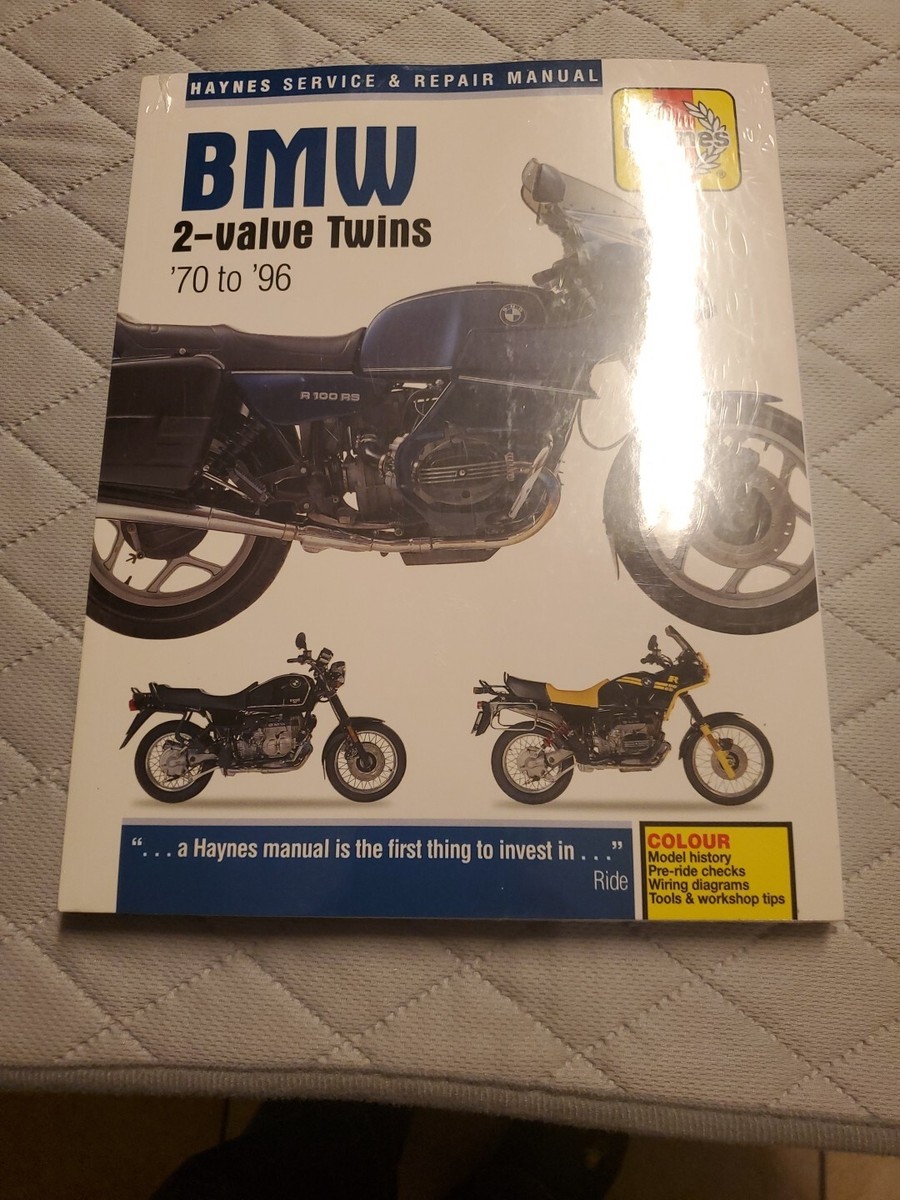 HAYNES SERVICE & REPAIR MANUAL
Haynes
®
BMW
2-valve Twins
'70 to '96
R 100 RS
“. . . a Haynes manual is the first thing to invest in . . .”
Ride
COLOUR
Model history
Pre-ride checks
Wiring diagrams
Tools & workshop tips